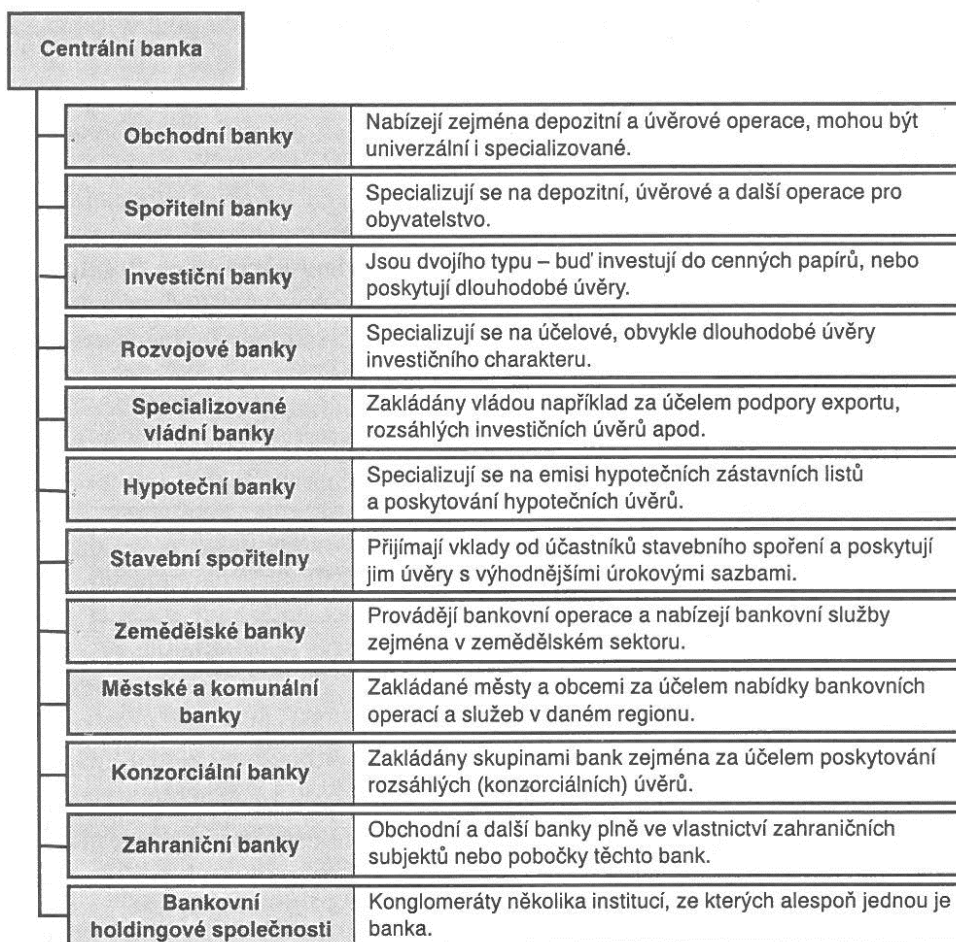 Centrální banka
Obchodní banky
Nabízejí zejména depozitní a úvěrové operace, mohou být
univerzální i specializované.
Spořitelní banky
Specializují se na depozitní, úvěrové a další operace pro
obyvatelstvo.
Investiční banky
Jsou dvojího typu – buď investují do cenných papírů, nebo
poskytují dlouhodobé úvěry.
Rozvojové banky
Specializují se na účelové, obvykle dlouhodobé úvěry
investičního charakteru.
Specializované
vládní banky
Zakládány vládou například za účelem podpory exportu,
rozsáhlých investičních úvěrů apod.
Hypoteční banky
Specializují se na emisi hypotečních zástavních listů
a poskytování hypotečních úvěrů.
Stavební spořitelny
Přijímají vklady od účastníků stavebního spoření a poskytují
jim úvěry s výhodnějšími úrokovými sazbami.
Zemědělské banky
Provádějí bankovní operace a nabízejí bankovní služby
zejména v zemědělském sektoru.
Městské a komunální
banky
Zakládané městy a obcemi za účelem nabídky bankovních
operací a služeb v daném regionu.
Konzorciální banky
Zakládány skupinami bank zejména za účelem poskytování
rozsáhlých (konzorciálních) úvěrů.
Zahraniční banky
Obchodní a další banky plně ve vlastnictví zahraničních
subjektů nebo pobočky těchto bank.
Bankovní
holdingové společnosti
Konglomeráty několika institucí, ze kterých alespoň jednou je
banka.